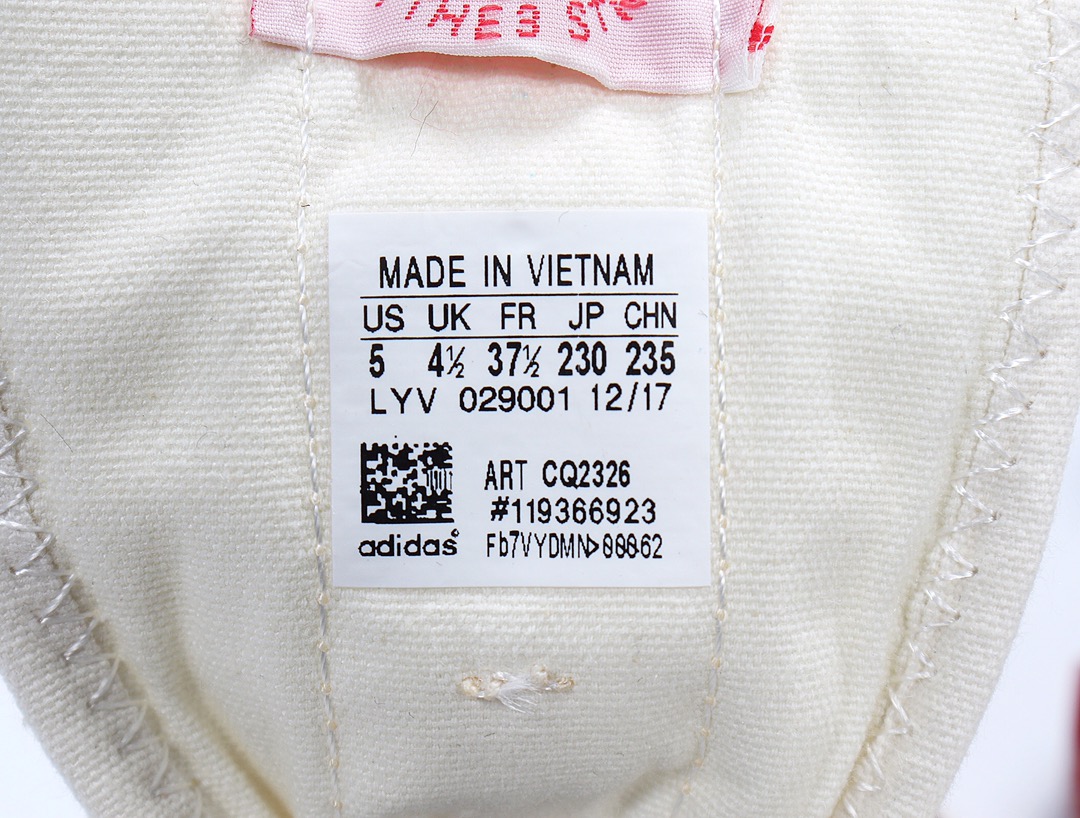 MADE IN VIETNAM
US UK FR JP CHN
5 4½ 37½ 230 235
LYV 029001 12/17
ART CQ2326
#119366923
adidas